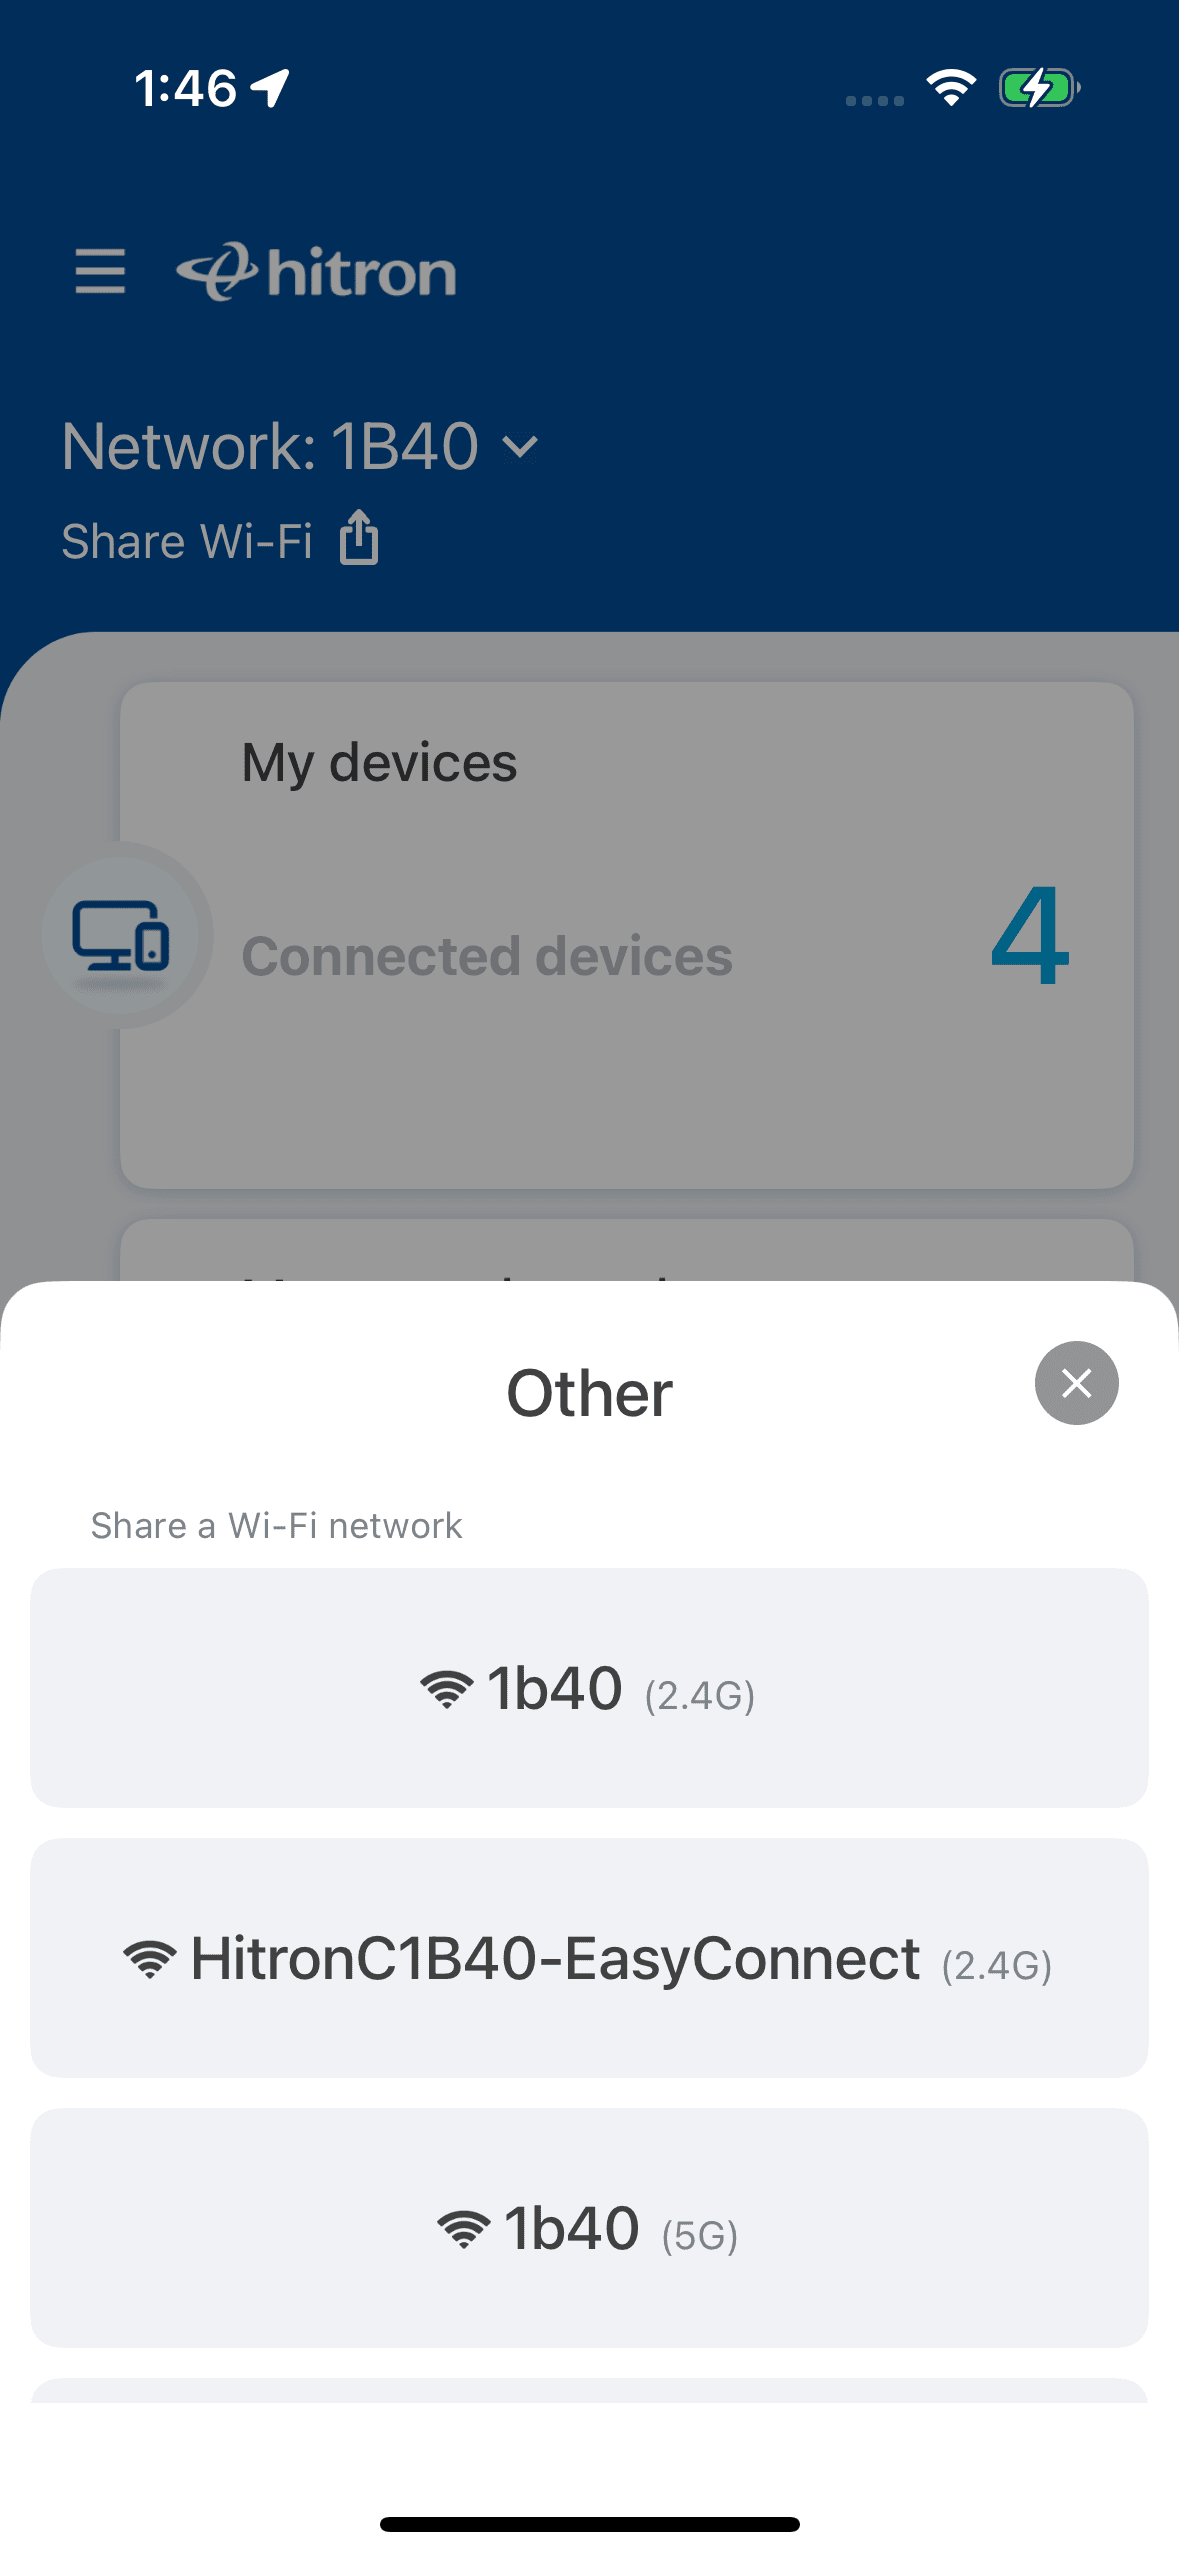 1:46
hitron
Network: 1B40
Share Wi-Fi
My devices
Connected devices
4
Other
Share a Wi-Fi network
1b40 (2.4G)
HitronC1B40-EasyConnect (2.4G)
1b40 (5G)